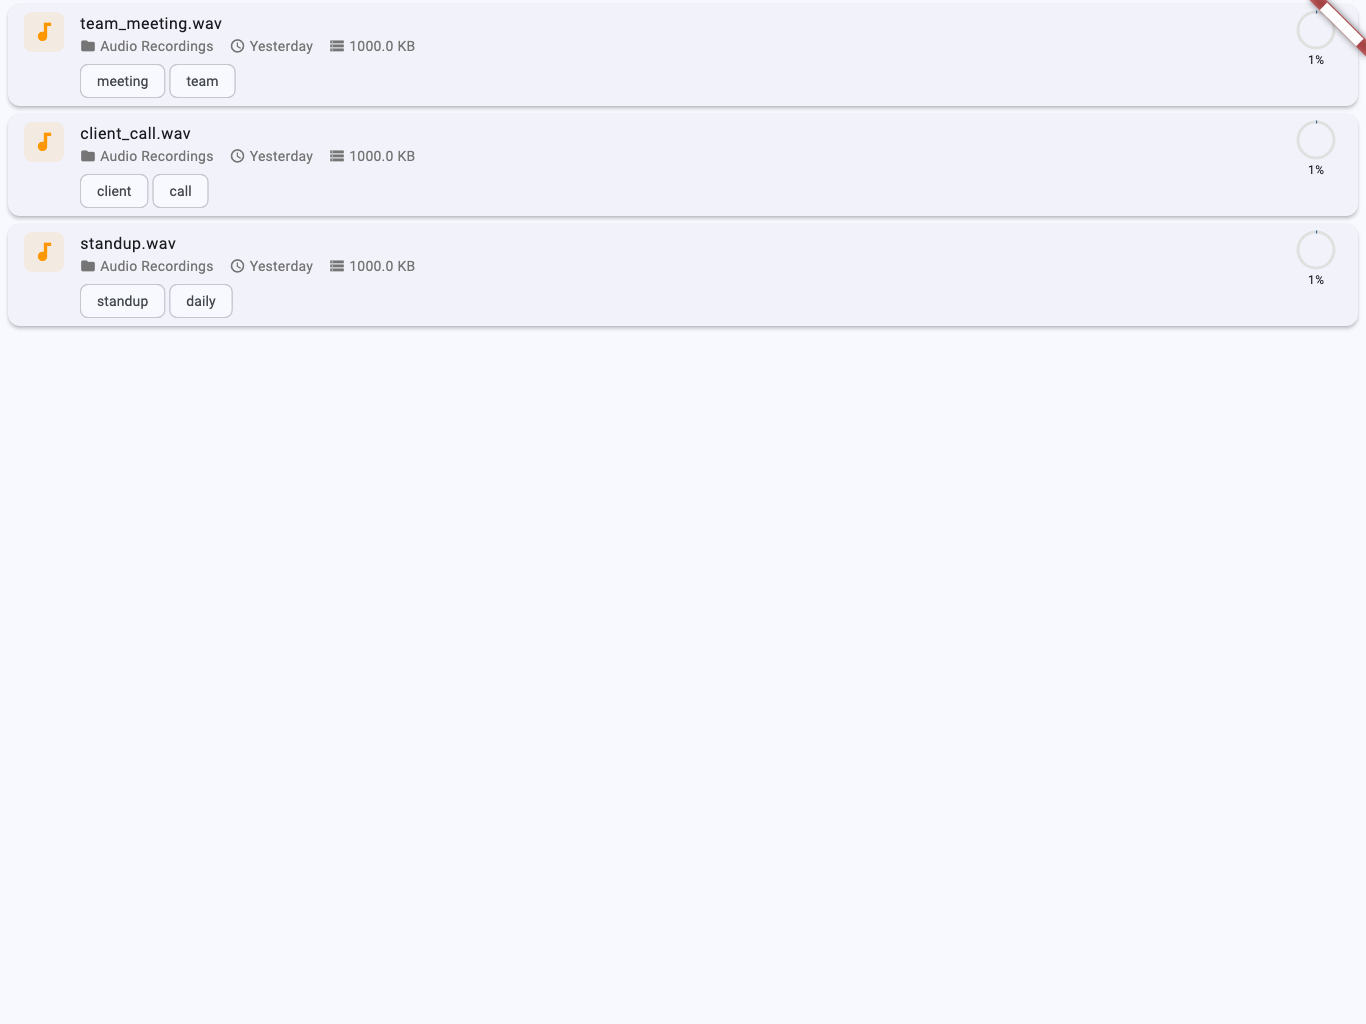 team_meeting.wav
Audio Recordings Yesterday 1000.0 KB
1%
meeting team
client_call.wav
Audio Recordings Yesterday 1000.0 KB
1%
client call
standup.wav
Audio Recordings Yesterday 1000.0 KB
1%
standup daily